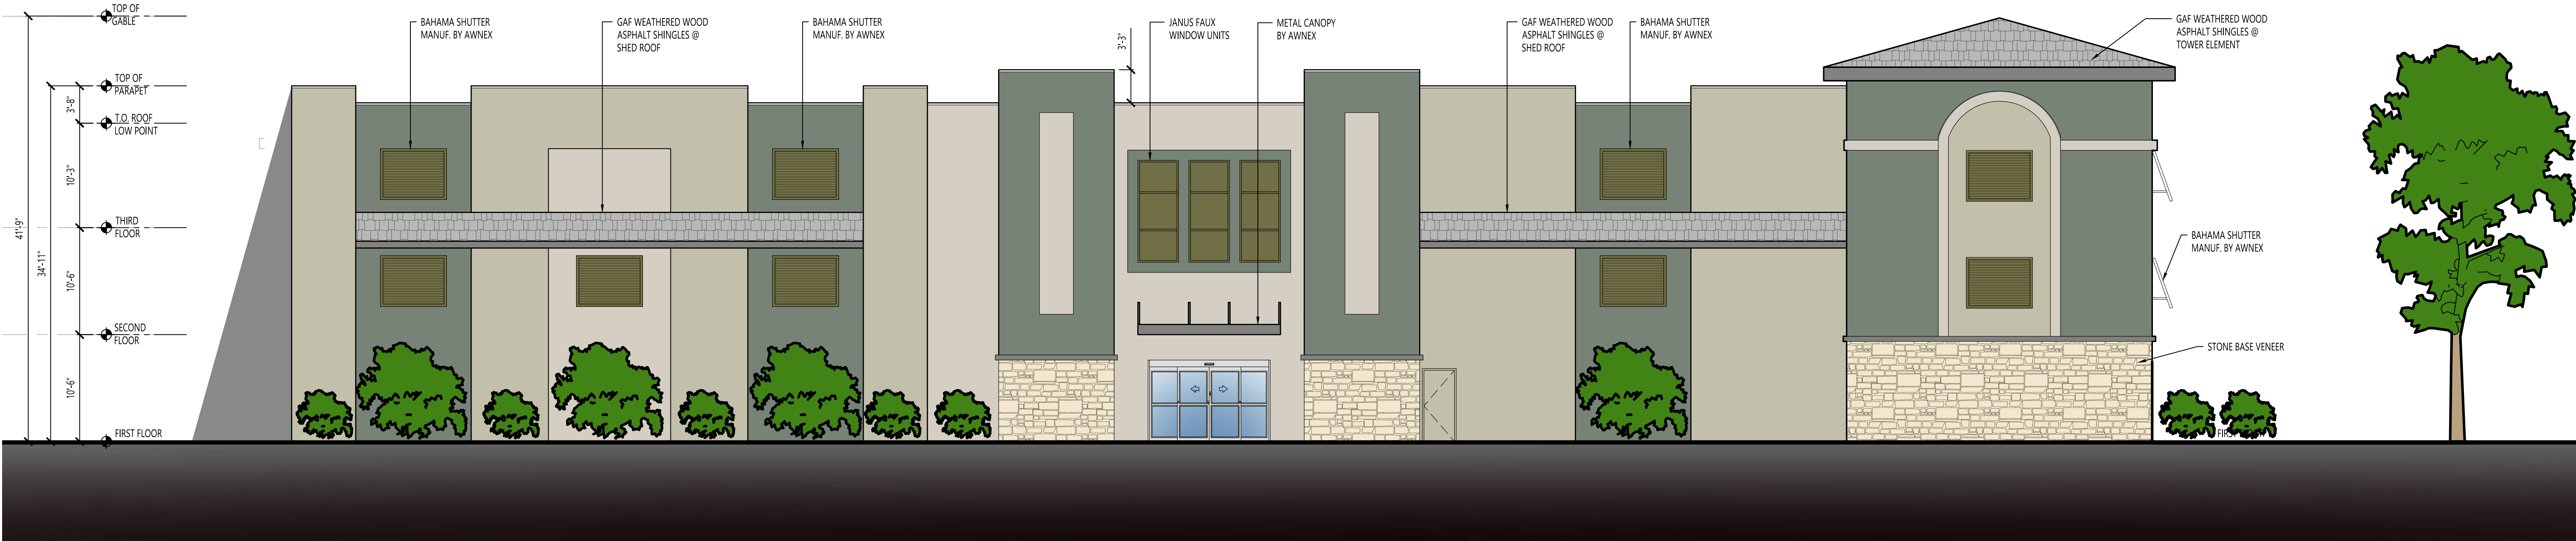 TOP OF
GABLE
BAHAMA SHUTTER
MANUF. BY AWNEX
GAF WEATHERED WOOD
ASPHALT SHINGLES @
SHED ROOF
BAHAMA SHUTTER
MANUF. BY AWNEX
3'-3"
JANUS FAUX
WINDOW UNITS
METAL CANOPY
BY AWNEX
GAF WEATHERED WOOD
ASPHALT SHINGLES @
SHED ROOF
BAHAMA SHUTTER
MANUF. BY AWNEX
GAF WEATHERED WOOD
ASPHALT SHINGLES @
TOWER ELEMENT
TOP OF
PARAPET
3'-8"
T.O. ROOF
LOW POINT
10'-3"
THIRD
FLOOR
41'-9"
34'-11"
10'-6"
SECOND
FLOOR
10'-6"
FIRST FLOOR
BAHAMA SHUTTER
MANUF. BY AWNEX
STONE BASE VENEER